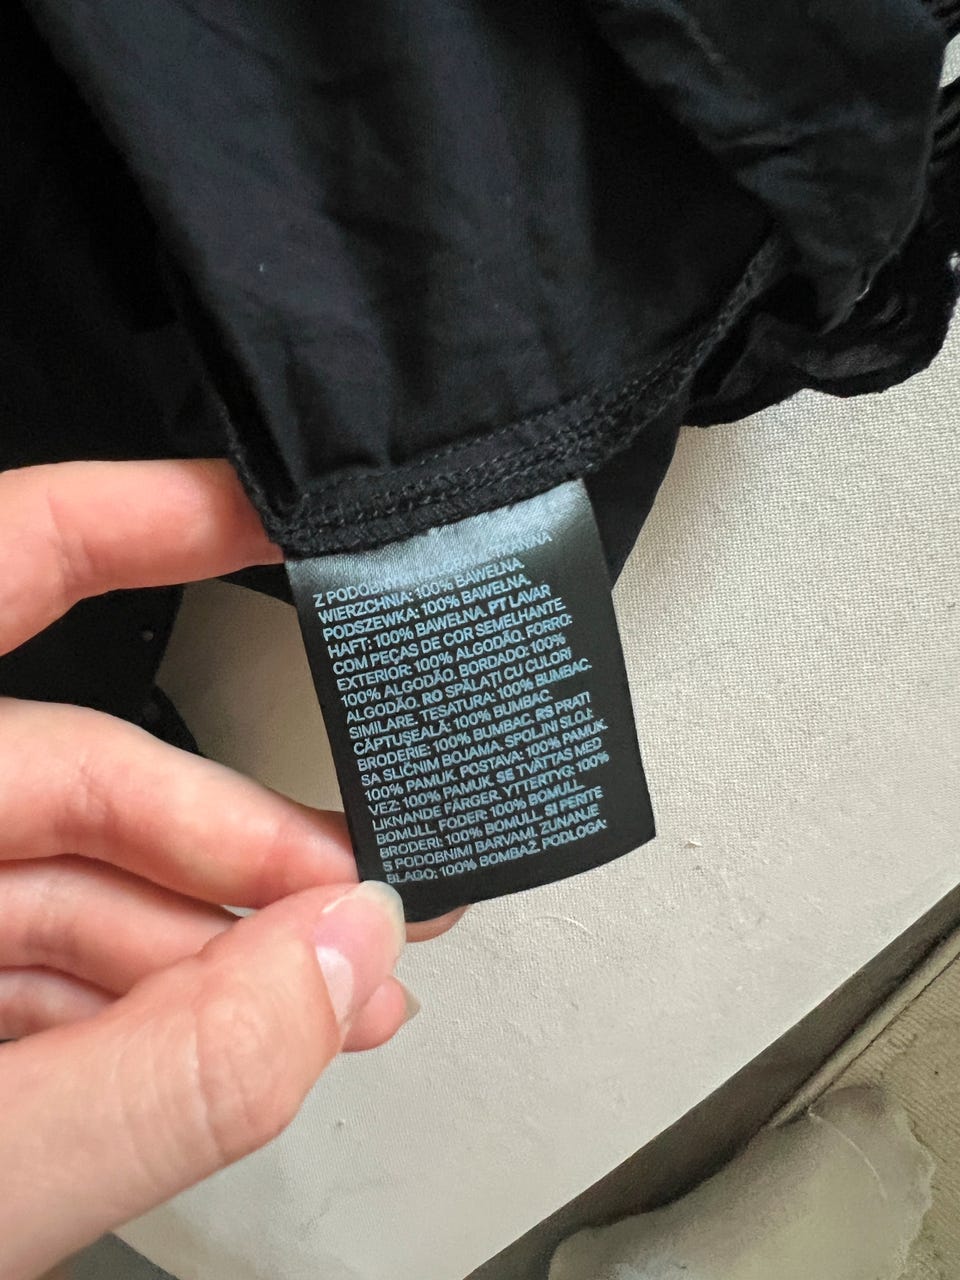 Z
WIERZCHNIA: 100% BAWEŁNA
PODSZEWKA: 100% BAWEŁNA.
HAFT: 100% BAWEŁNA. PT LAVAR
COM PEÇAS DE COR SEMELHANTE.
EXTERIOR: 100% ALGODÃO. FORRO:
100% ALGODÃO. BORDADO: 100%
ALGODÃO. RO SPĂLAȚI CU CULORI
SIMILARE. TESATURA: 100% BUMBAC.
CĂPTUȘEALĂ: 100% BUMBAC.
BRODERIE: 100% BUMBAC. RS PRATI
SA SLIČNIM BOJAMA. SPOLJNI SLOJ:
100% PAMUK. POSTAVA: 100% PAMUK.
VEZ: 100% PAMUK. SE TVÄTTAS MED
LIKNANDE FÄRGER. YTTERTYG: 100%
BOMULL. FODER: 100% BOMULL.
BRODERI: 100% BOMULL. SI PERITE
S PODOBNIMI BARVAMI. ZUNANJE
BLAGO: 100% BOMBAŽ. PODLOGA: